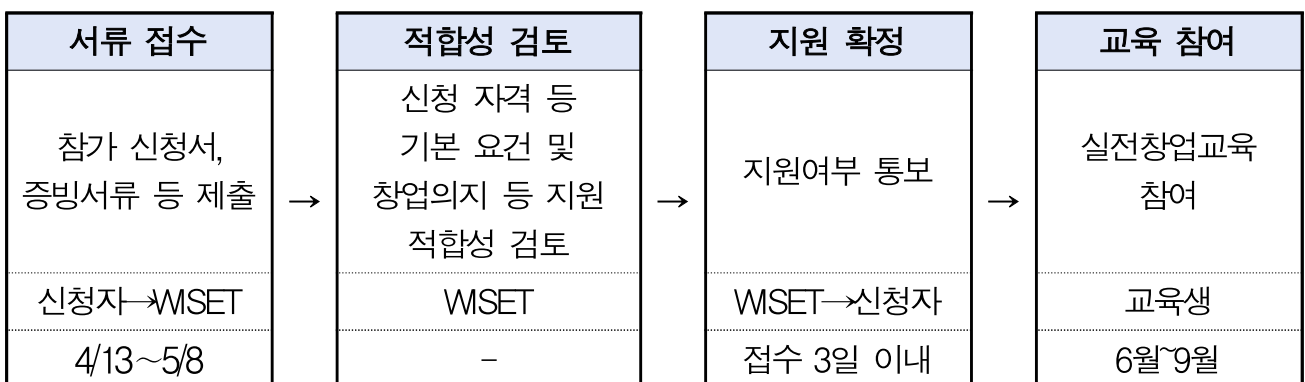 서류 접수
참가 신청서,
증빙서류 등 제출
신청자→WISET
4/13~5/8
→
적합성 검토
신청 자격 등
기본 요건 및
창업의지 등 지원
적합성 검토
WISET
-
→
지원 확정
지원여부 통보
WISET→신청자
접수 3일 이내
→
교육 참여
실전창업교육
참여
교육생
6월~9월